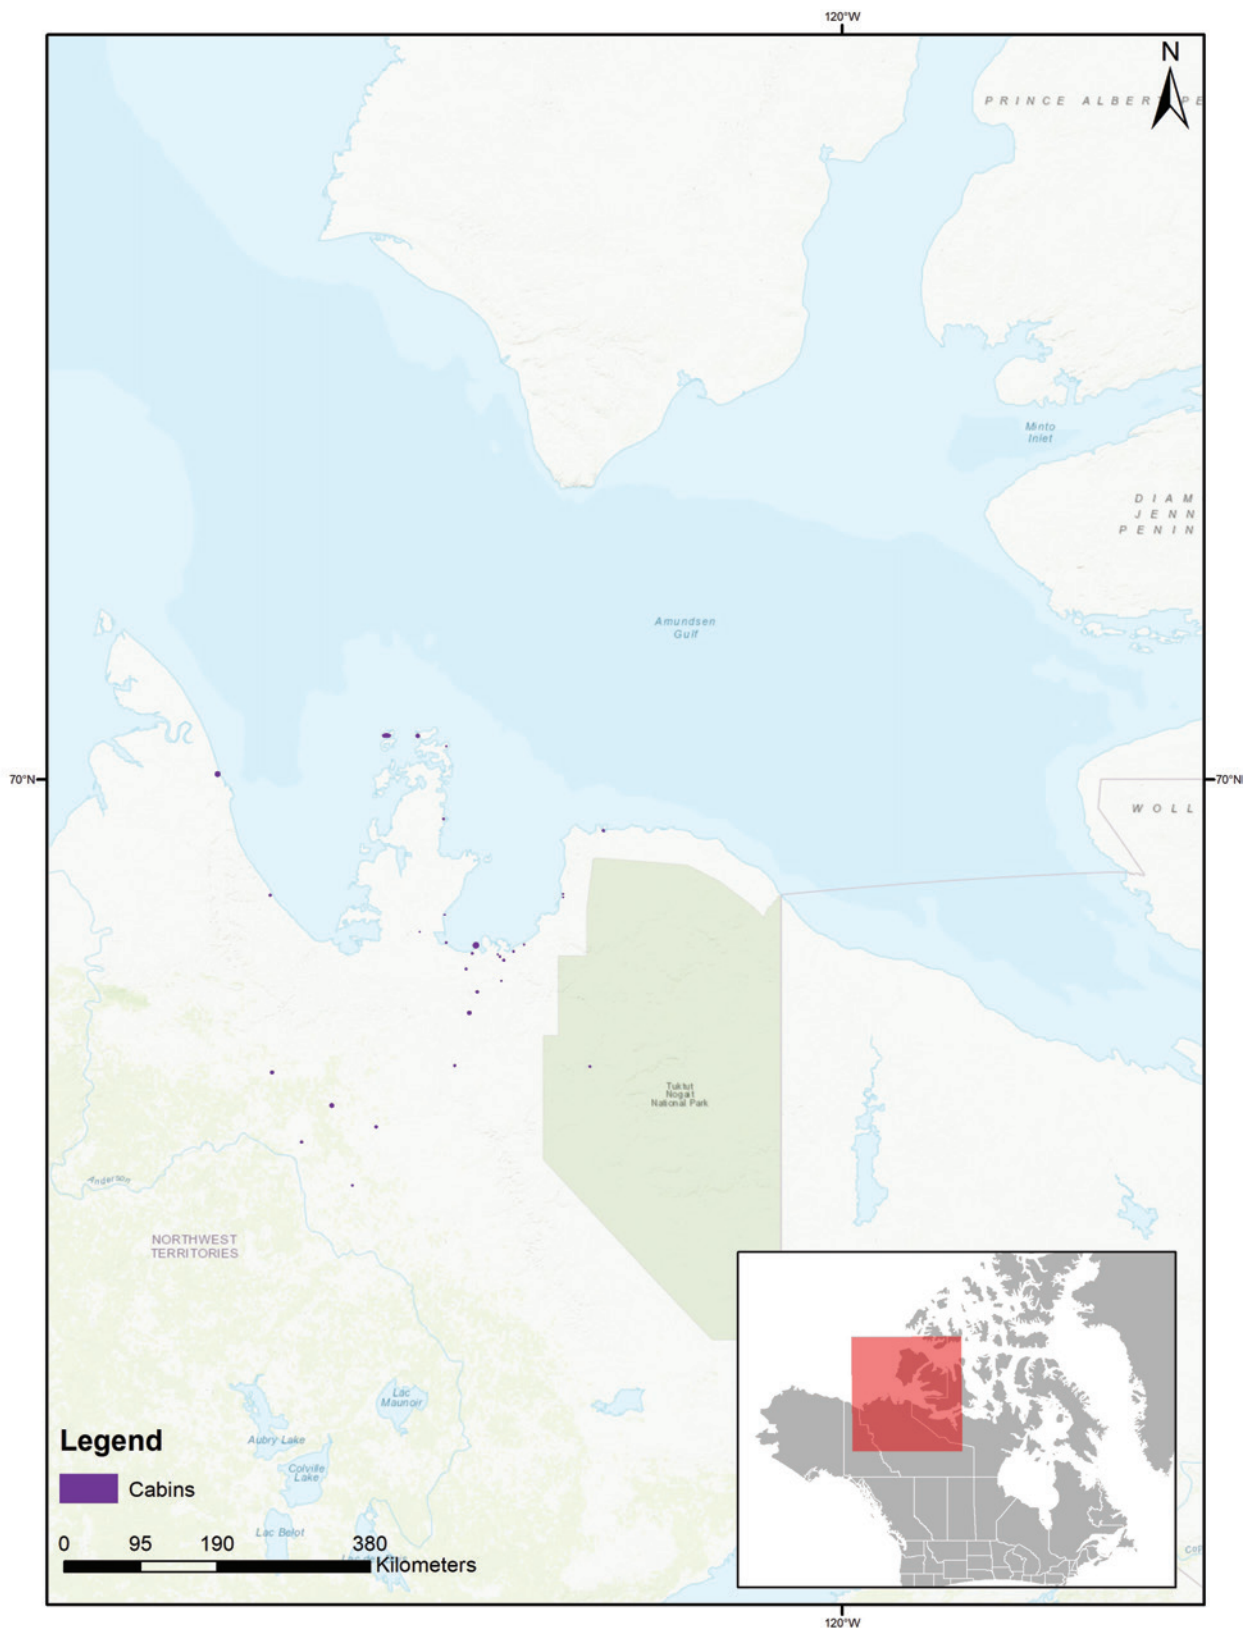 120°W
N
PRINCE ALBERT PE
Minto
Inlet
DIAM
JENN
PENIN
Amundsen
Gulf
70°N
70°N
WOLL
Tuktut
Nogait
National Park
Anderson
NORTHWEST
TERRITORIES
Lac
Maunoir
Aubry Lake
Colville
Lake
Lac Belot
Legend
Cabins
0 95 190 380
Kilometers
120°W